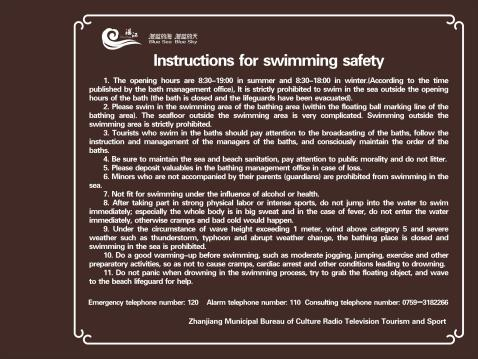 湛江 湛蓝的海 湛蓝的天
Blue Sea Blue Sky
Instructions for swimming safety
1. The opening hours are 8:30-19:00 in summer and 8:30-18:00 in winter.(According to the time
published by the bath management office), It is strictly prohibited to swim in the sea outside the opening
hours of the bath (the bath is closed and the lifeguards have been evacuated).
2. Please swim in the swimming area of the bathing area (within the floating ball marking line of the
bathing area). The seafloor outside the swimming area is very complicated. Swimming outside the
swimming area is strictly prohibited.
3. Tourists who swim in the baths should pay attention to the broadcasting of the baths, follow the
instruction and management of the managers of the baths, and consciously maintain the order of the
baths.
4. Be sure to maintain the sea and beach sanitation, pay attention to public morality and do not litter.
5. Please deposit valuables in the bathing management office in case of loss.
6. Minors who are not accompanied by their parents (guardians) are prohibited from swimming in the
sea.
7. Not fit for swimming under the influence of alcohol or health.
8. After taking part in strong physical labor or intense sports, do not jump into the water to swim
immediately; especially the whole body is in big sweat and in the case of fever, do not enter the water
immediately, otherwise cramps and bad cold would happen.
9. Under the circumstance of wave height exceeding 1 meter, wind above category 5 and severe
weather such as thunderstorm, typhoon and abrupt weather change, the bathing place is closed and
swimming in the sea is prohibited.
10. Do a good warming-up before swimming, such as moderate jogging, jumping, exercise and other
preparatory activities, so as not to cause cramps, cardiac arrest and other conditions leading to drowning.
11. Do not panic when drowning in the swimming process, try to grab the floating object, and wave
to the beach lifeguard for help.
Emergency telephone number: 120 Alarm telephone number: 110 Consulting telephone number: 0759-3182266
Zhanjiang Municipal Bureau of Culture Radio Television Tourism and Sport